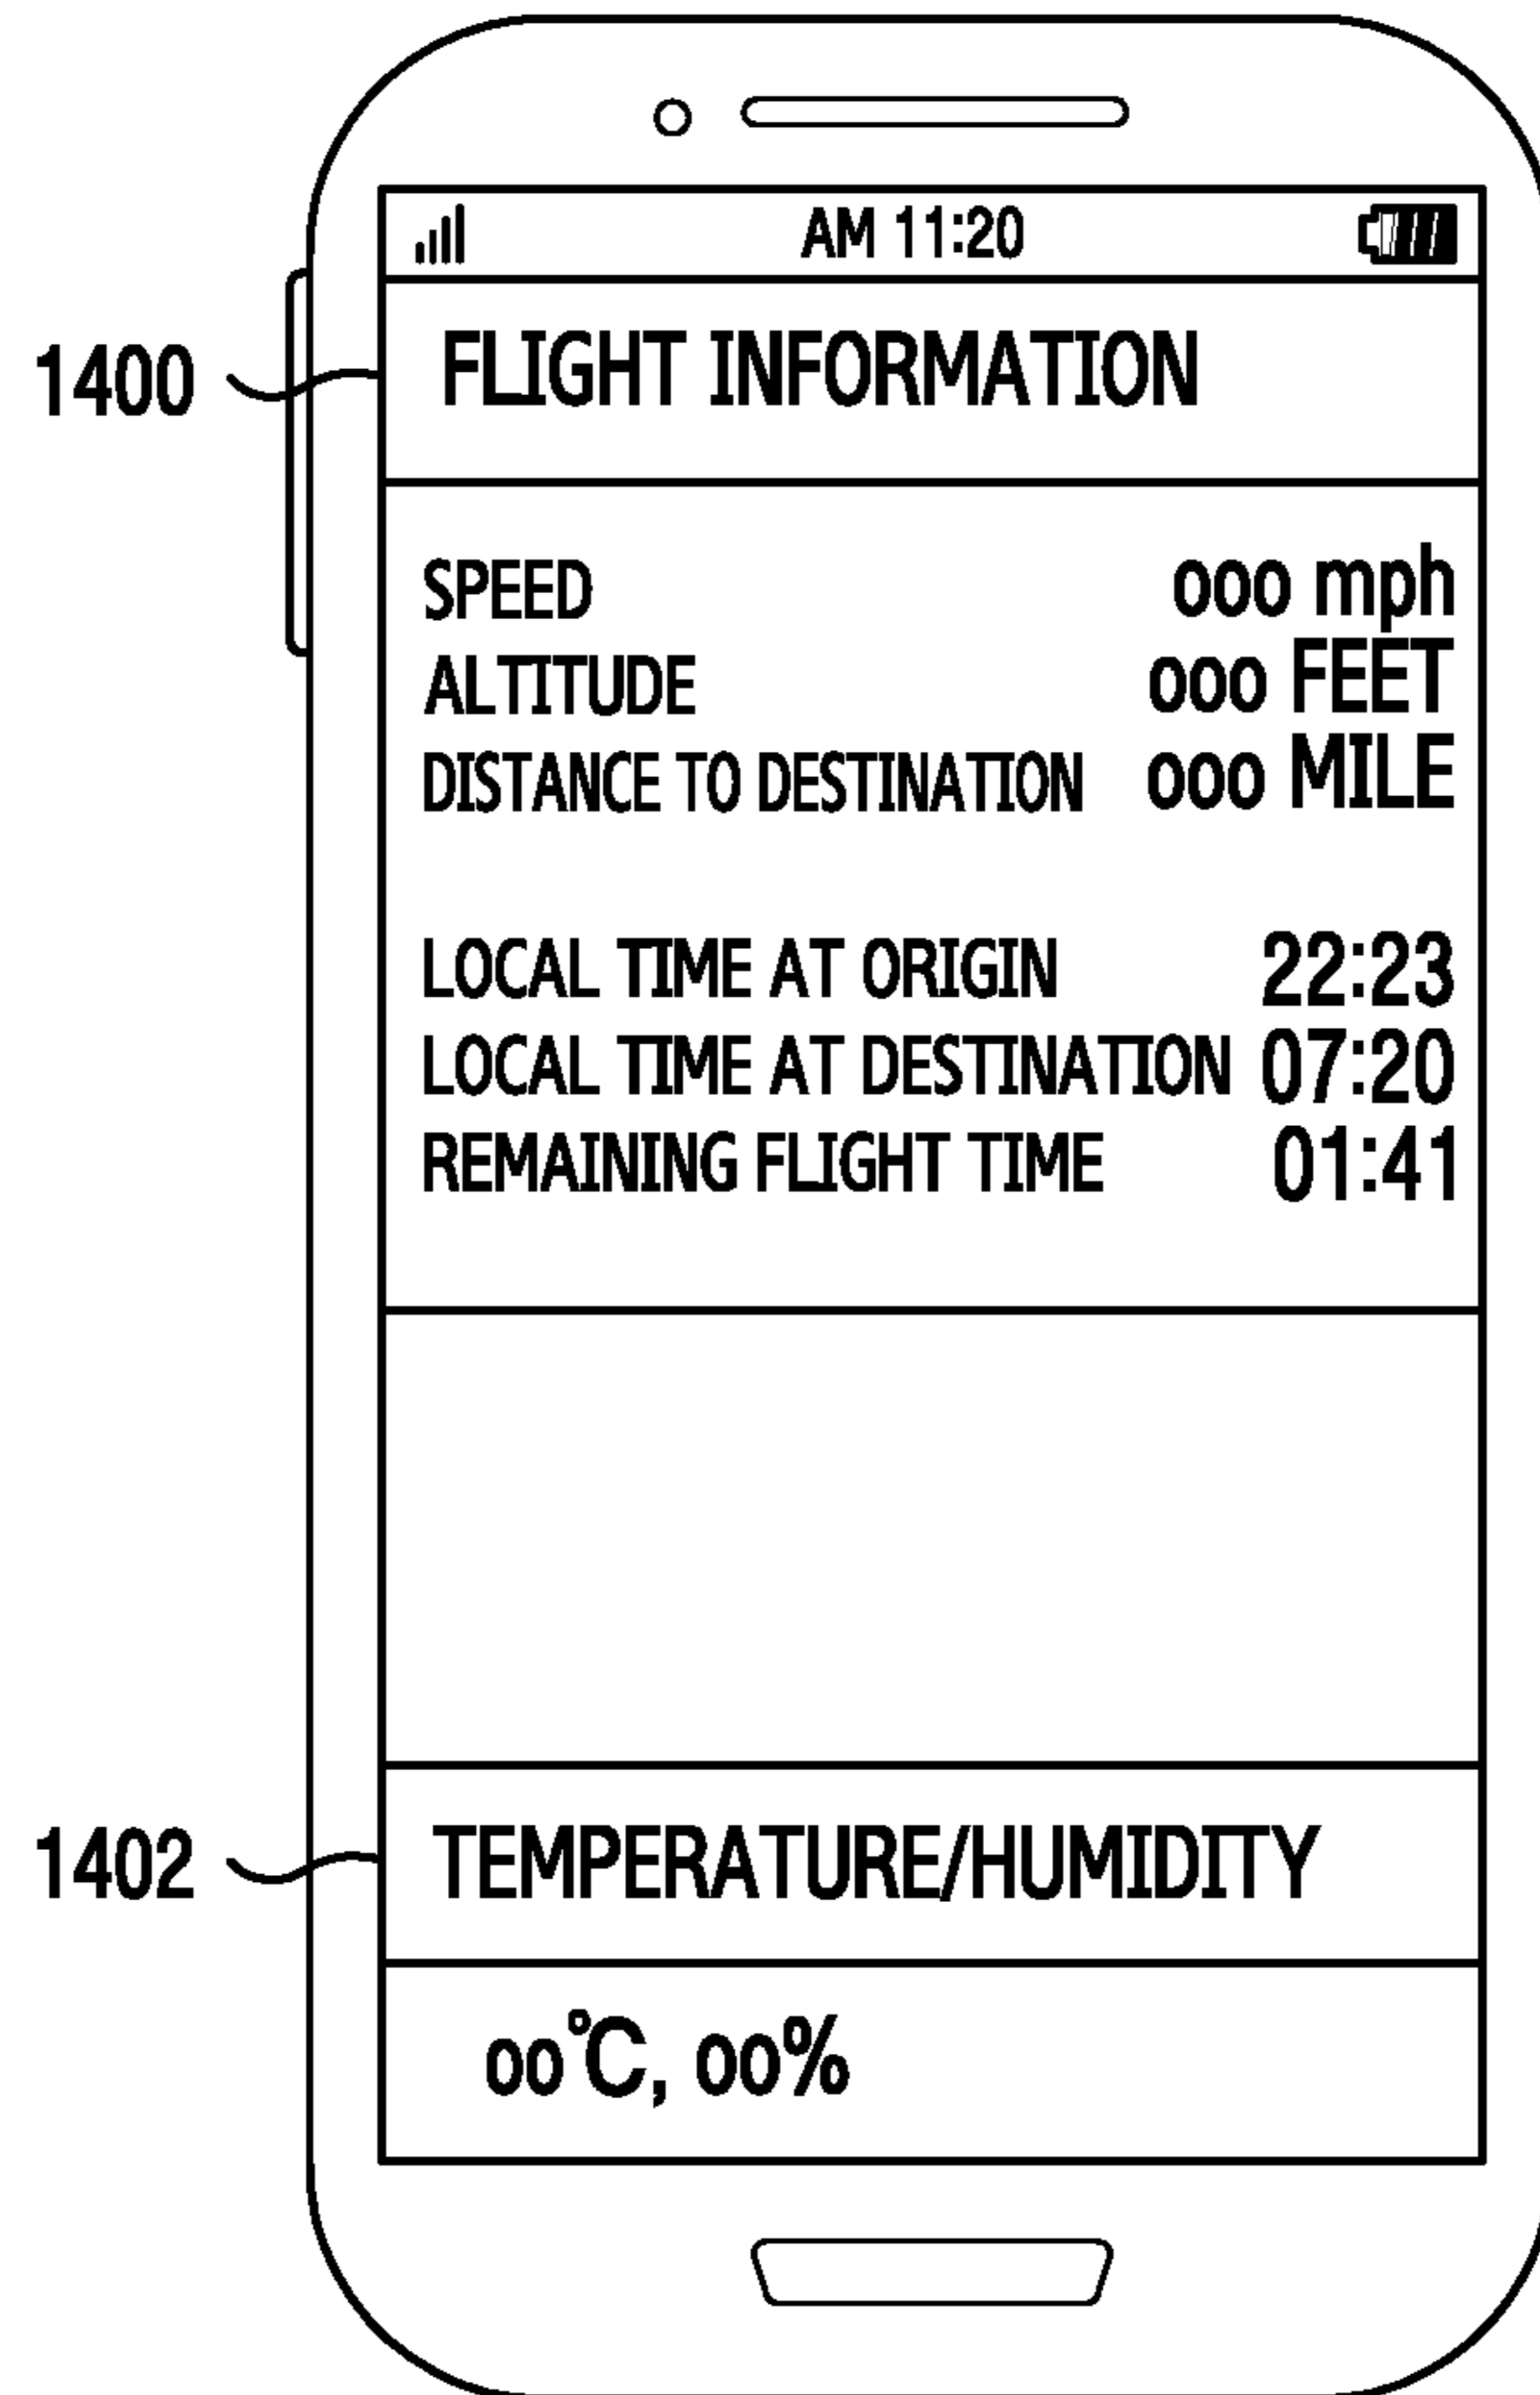 AM 11:20
1400
FLIGHT INFORMATION
SPEED ooo mph
ALTITUDE ooo FEET
DISTANCE TO DESTINATION ooo MILE
LOCAL TIME AT ORIGIN 22:23
LOCAL TIME AT DESTINATION 07:20
REMAINING FLIGHT TIME 01:41
1402
TEMPERATURE/HUMIDITY
oo°C, oo%